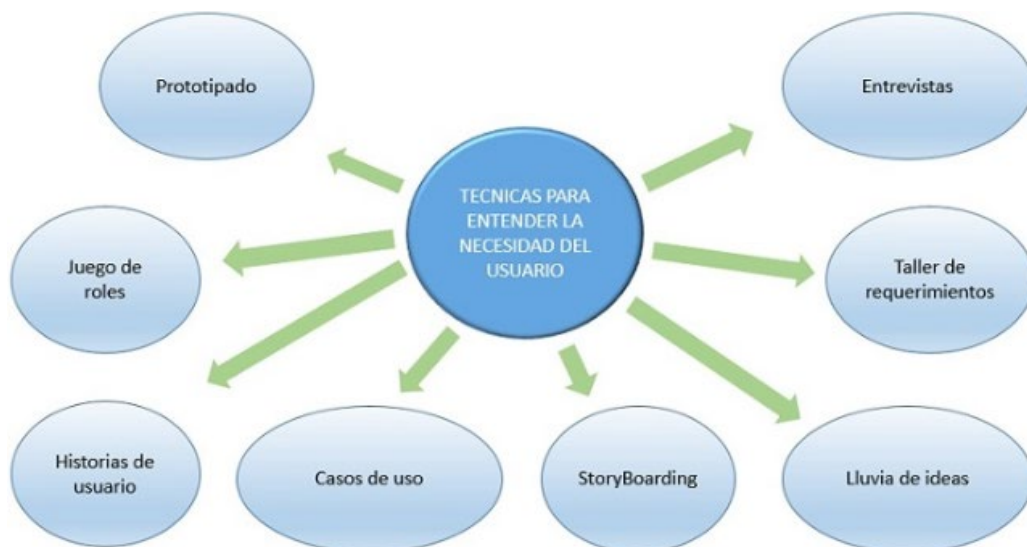 Prototipado
Entrevistas
TECNICAS PARA
ENTENDER LA
NECESIDAD DEL
USUARIO
Juego de
roles
Taller de
requerimientos
Historias de
usuario
Casos de uso
StoryBoarding
Lluvia de ideas